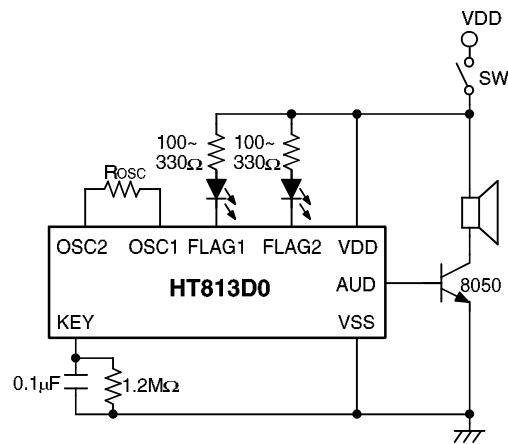 VDD
SW
100~
330Ω
100~
330Ω
Rosc
OSC2 OSC1 FLAG1 FLAG2 VDD
HT813D0
AUD
8050
KEY
VSS
0.1μF
1.2MΩ